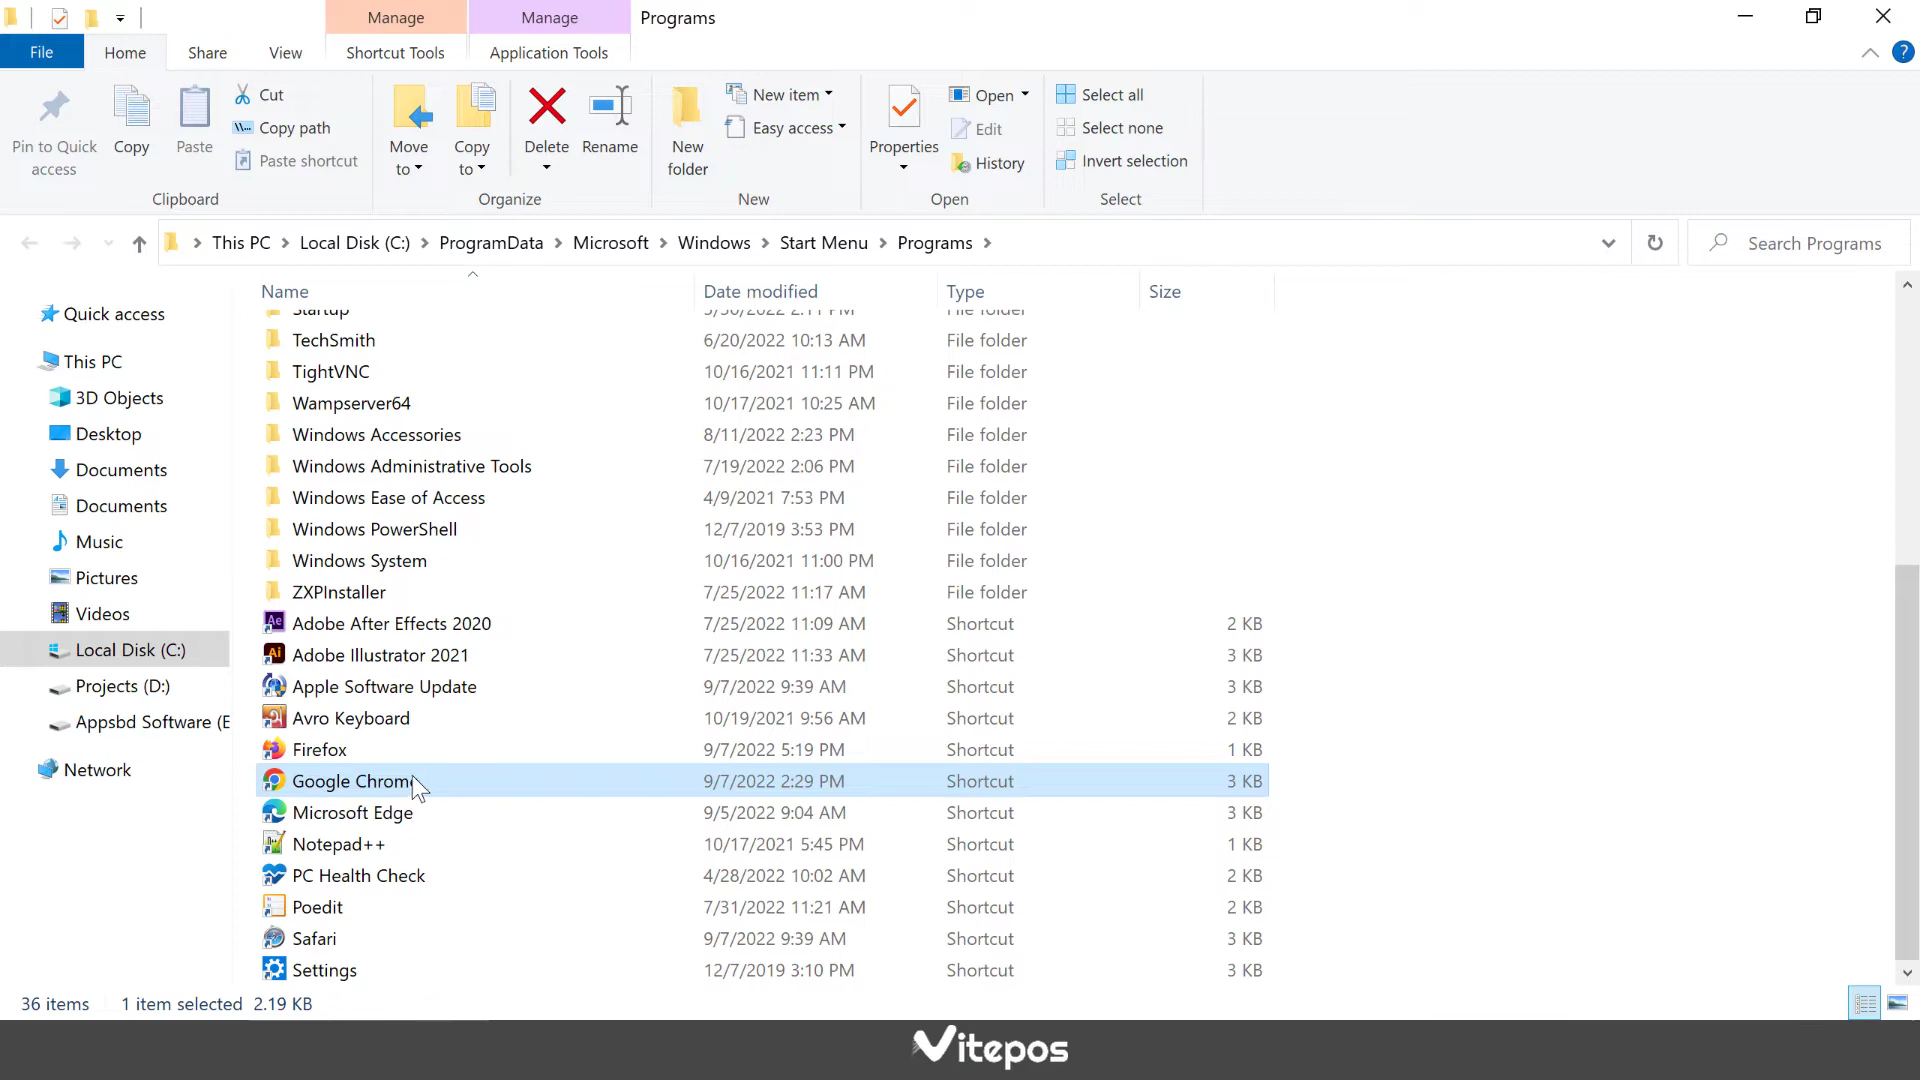 Manage Manage Programs
File Home Share View Shortcut Tools Application Tools
Pin to Quick access
Copy
Paste
Cut
Copy path
Paste shortcut
Clipboard
Move to
Copy to
Delete
Rename
Organize
New folder
New item
Easy access
New
Properties
Open
Edit
History
Open
Select all
Select none
Invert selection
Select
This PC Local Disk (C:) ProgramData Microsoft Windows Start Menu Programs
Search Programs
Quick access
This PC
3D Objects
Desktop
Documents
Documents
Music
Pictures
Videos
Local Disk (C:)
Projects (D:)
Appsbd Software (E
Network
Name Date modified Type Size
Startup 5/30/2022 2:11 PM File folder
TechSmith 6/20/2022 10:13 AM File folder
TightVNC 10/16/2021 11:11 PM File folder
Wampserver64 10/17/2021 10:25 AM File folder
Windows Accessories 8/11/2022 2:23 PM File folder
Windows Administrative Tools 7/19/2022 2:06 PM File folder
Windows Ease of Access 4/9/2021 7:53 PM File folder
Windows PowerShell 12/7/2019 3:53 PM File folder
Windows System 10/16/2021 11:00 PM File folder
ZXPInstaller 7/25/2022 11:17 AM File folder
Adobe After Effects 2020 7/25/2022 11:09 AM Shortcut 2 KB
Adobe Illustrator 2021 7/25/2022 11:33 AM Shortcut 3 KB
Apple Software Update 9/7/2022 9:39 AM Shortcut 3 KB
Avro Keyboard 10/19/2021 9:56 AM Shortcut 2 KB
Firefox 9/7/2022 5:19 PM Shortcut 1 KB
Google Chrome 9/7/2022 2:29 PM Shortcut 3 KB
Microsoft Edge 9/5/2022 9:04 AM Shortcut 3 KB
Notepad++ 10/17/2021 5:45 PM Shortcut 1 KB
PC Health Check 4/28/2022 10:02 AM Shortcut 2 KB
Poedit 7/31/2022 11:21 AM Shortcut 2 KB
Safari 9/7/2022 9:39 AM Shortcut 3 KB
Settings 12/7/2019 3:10 PM Shortcut 3 KB
36 items 1 item selected 2.19 KB
Vitepos